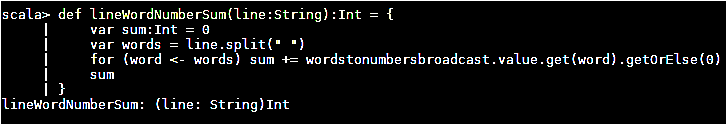 scala> def lineWordNumberSum(line:String):Int = {
     |     var sum:Int = 0
     |     var words = line.split(" ")
     |     for (word <- words) sum += wordstonumbersbroadcast.value.get(word).getOrElse(0)
     |     sum
     | }
lineWordNumberSum: (line: String)Int